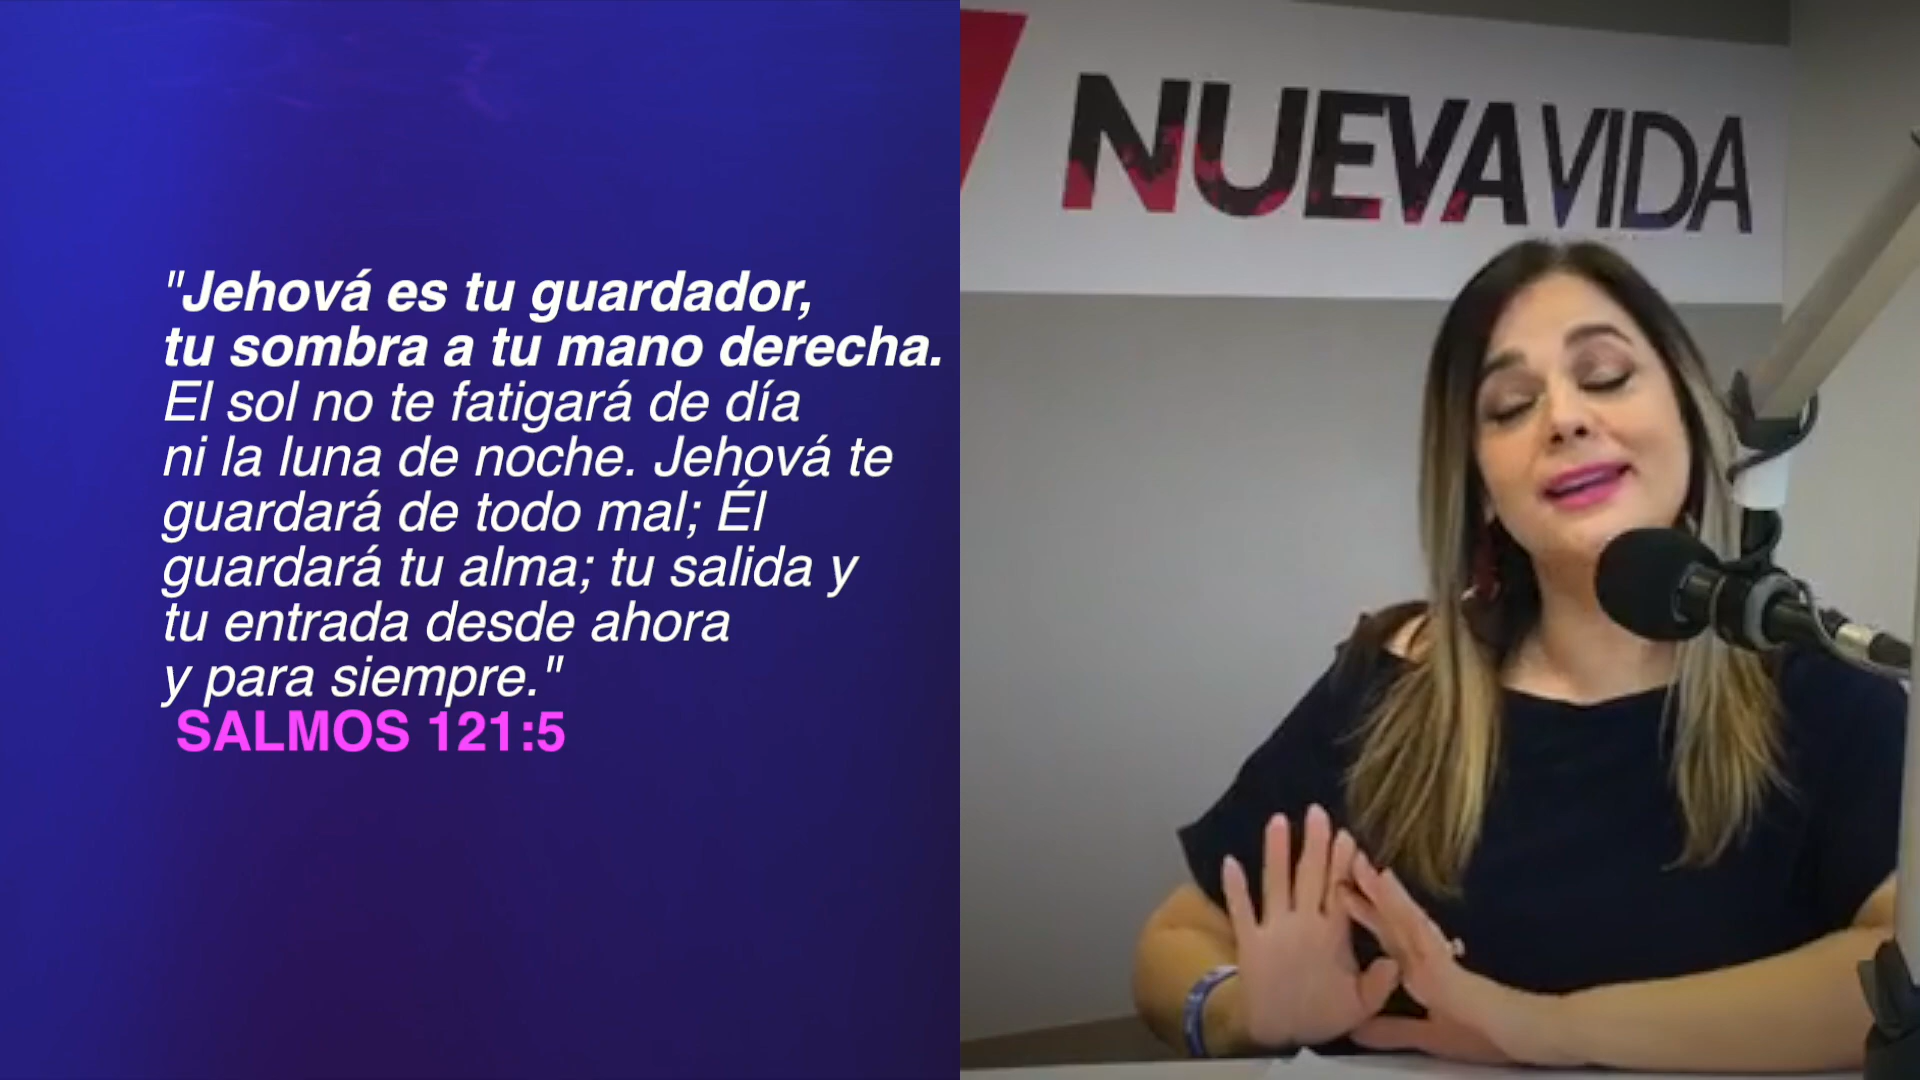 "Jehová es tu guardador,
tu sombra a tu mano derecha.
El sol no te fatigará de día
ni la luna de noche. Jehová te
guardará de todo mal; Él
guardará tu alma; tu salida y
tu entrada desde ahora
y para siempre."
SALMOS 121:5
NUEVAVIDA